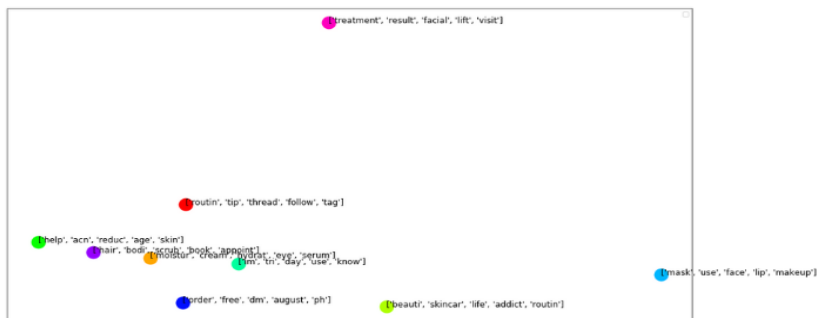 ['treatment', 'result', 'facial', 'lift', 'visit']
['routin', 'tip', 'thread', 'follow', 'tag']
['help', 'acn', 'reduc', 'age', 'skin']
['hair', 'bodi', 'scrub', 'book', 'appoint']
['moistur', 'cream', 'hydrat', 'eye', 'serum']
['im', 'tri', 'day', 'use', 'know']
['mask', 'use', 'face', 'lip', 'makeup']
['order', 'free', 'dm', 'august', 'ph']
['beauti', 'skincar', 'life', 'addict', 'routin']